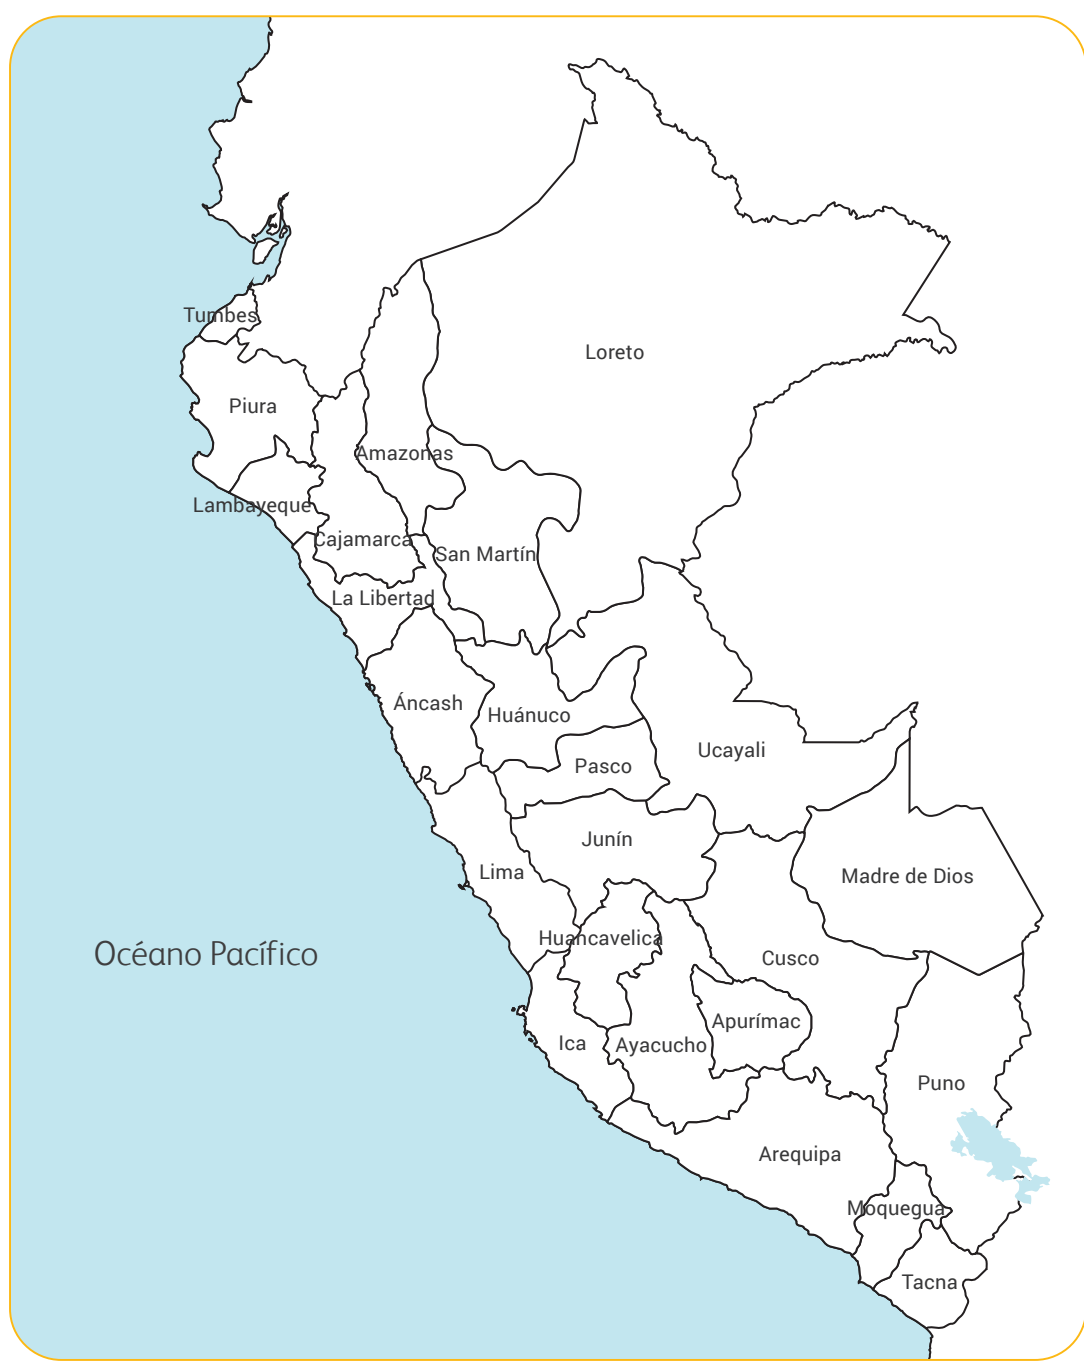 Tumbes
Loreto
Piura
Amazonas
Lambayeque
Cajamarca
San Martín
La Libertad
Áncash
Huánuco
Ucayali
Pasco
Junín
Lima
Madre de Dios
Huancavelica
Océano Pacífico
Cusco
Apurímac
Ica
Ayacucho
Puno
Arequipa
Moquegua
Tacna